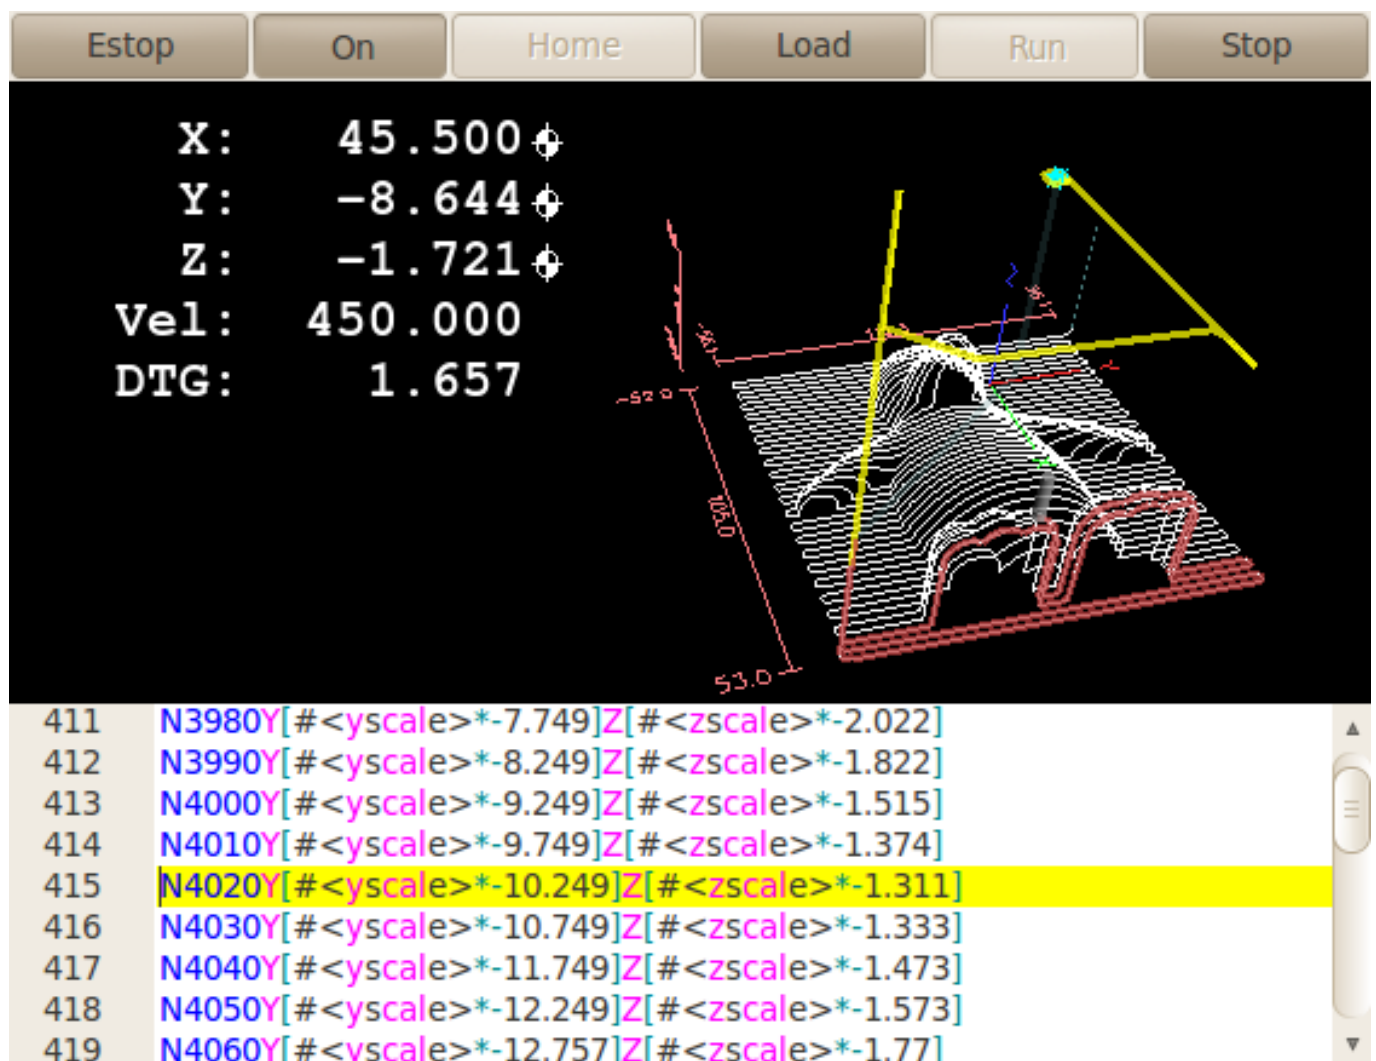 Estop On Home Load Run Stop
X: 45.500
Y: -8.644
Z: -1.721
Vel: 450.000
DTG: 1.657
-52.0
105.0
53.0
411 N3980Y[#<yscale>*-7.749]Z[#<zscale>*-2.022]
412 N3990Y[#<yscale>*-8.249]Z[#<zscale>*-1.822]
413 N4000Y[#<yscale>*-9.249]Z[#<zscale>*-1.515]
414 N4010Y[#<yscale>*-9.749]Z[#<zscale>*-1.374]
415 N4020Y[#<yscale>*-10.249]Z[#<zscale>*-1.311]
416 N4030Y[#<yscale>*-10.749]Z[#<zscale>*-1.333]
417 N4040Y[#<yscale>*-11.749]Z[#<zscale>*-1.473]
418 N4050Y[#<yscale>*-12.249]Z[#<zscale>*-1.573]
419 N4060Y[#<yscale>*-12.757]Z[#<zscale>*-1.77]